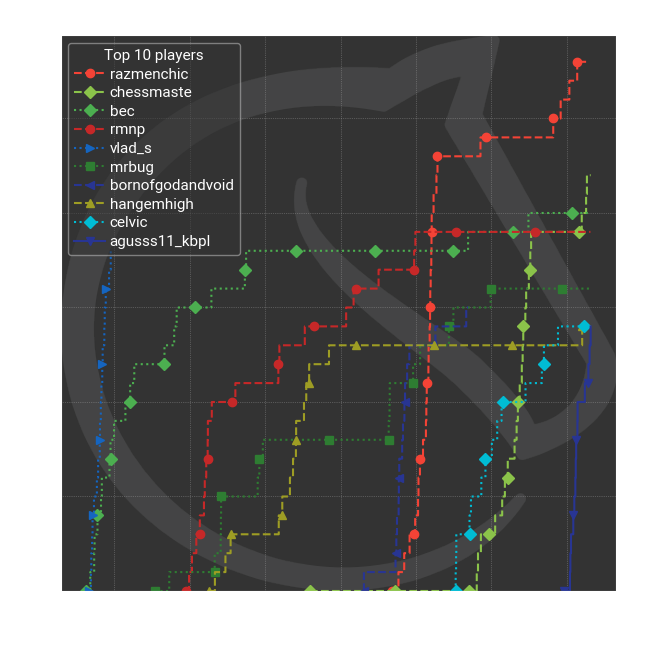 Top 10 players
razmenchic
chessmaste
bec
rmnp
vlad_s
mrbug
bornofgodandvoid
hangemhigh
celvic
agusss11_kbpl